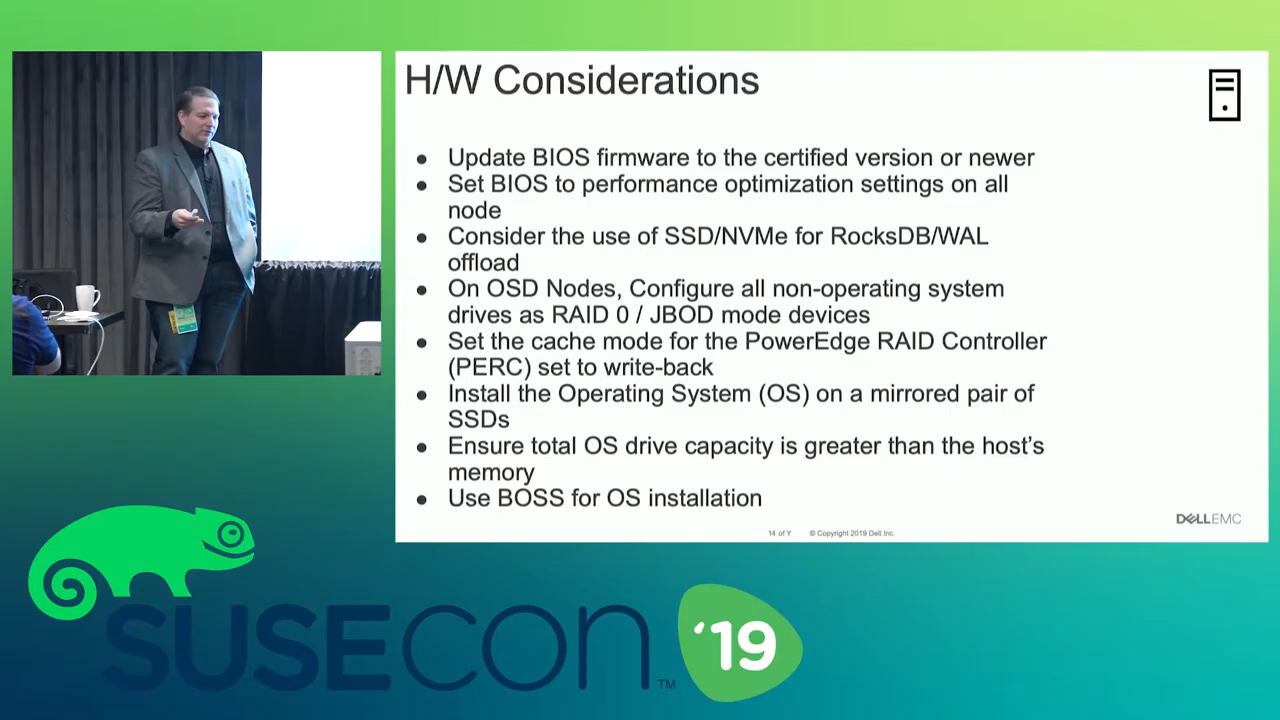 H/W Considerations
● Update BIOS firmware to the certified version or newer
● Set BIOS to performance optimization settings on all
node
● Consider the use of SSD/NVMe for RocksDB/WAL
offload
● On OSD Nodes, Configure all non-operating system
drives as RAID 0 / JBOD mode devices
● Set the cache mode for the PowerEdge RAID Controller
(PERC) set to write-back
● Install the Operating System (OS) on a mirrored pair of
SSDs
● Ensure total OS drive capacity is greater than the host's
memory
● Use BOSS for OS installation
DELLEMC
14 of Y © Copyright 2019 Dell Inc.
SUSECON ™ '19